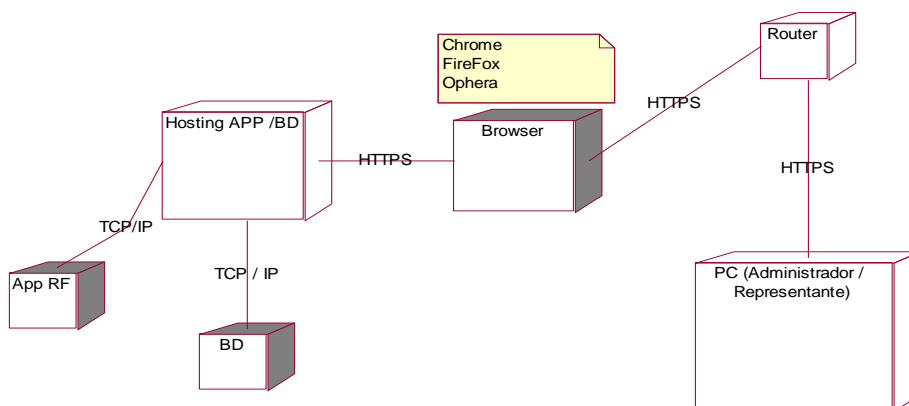 Chrome
FireFox
Ophera
Router
Hosting APP /BD
Browser
HTTPS
HTTPS
HTTPS
TCP/IP
App RF
TCP / IP
BD
PC (Administrador /
Representante)